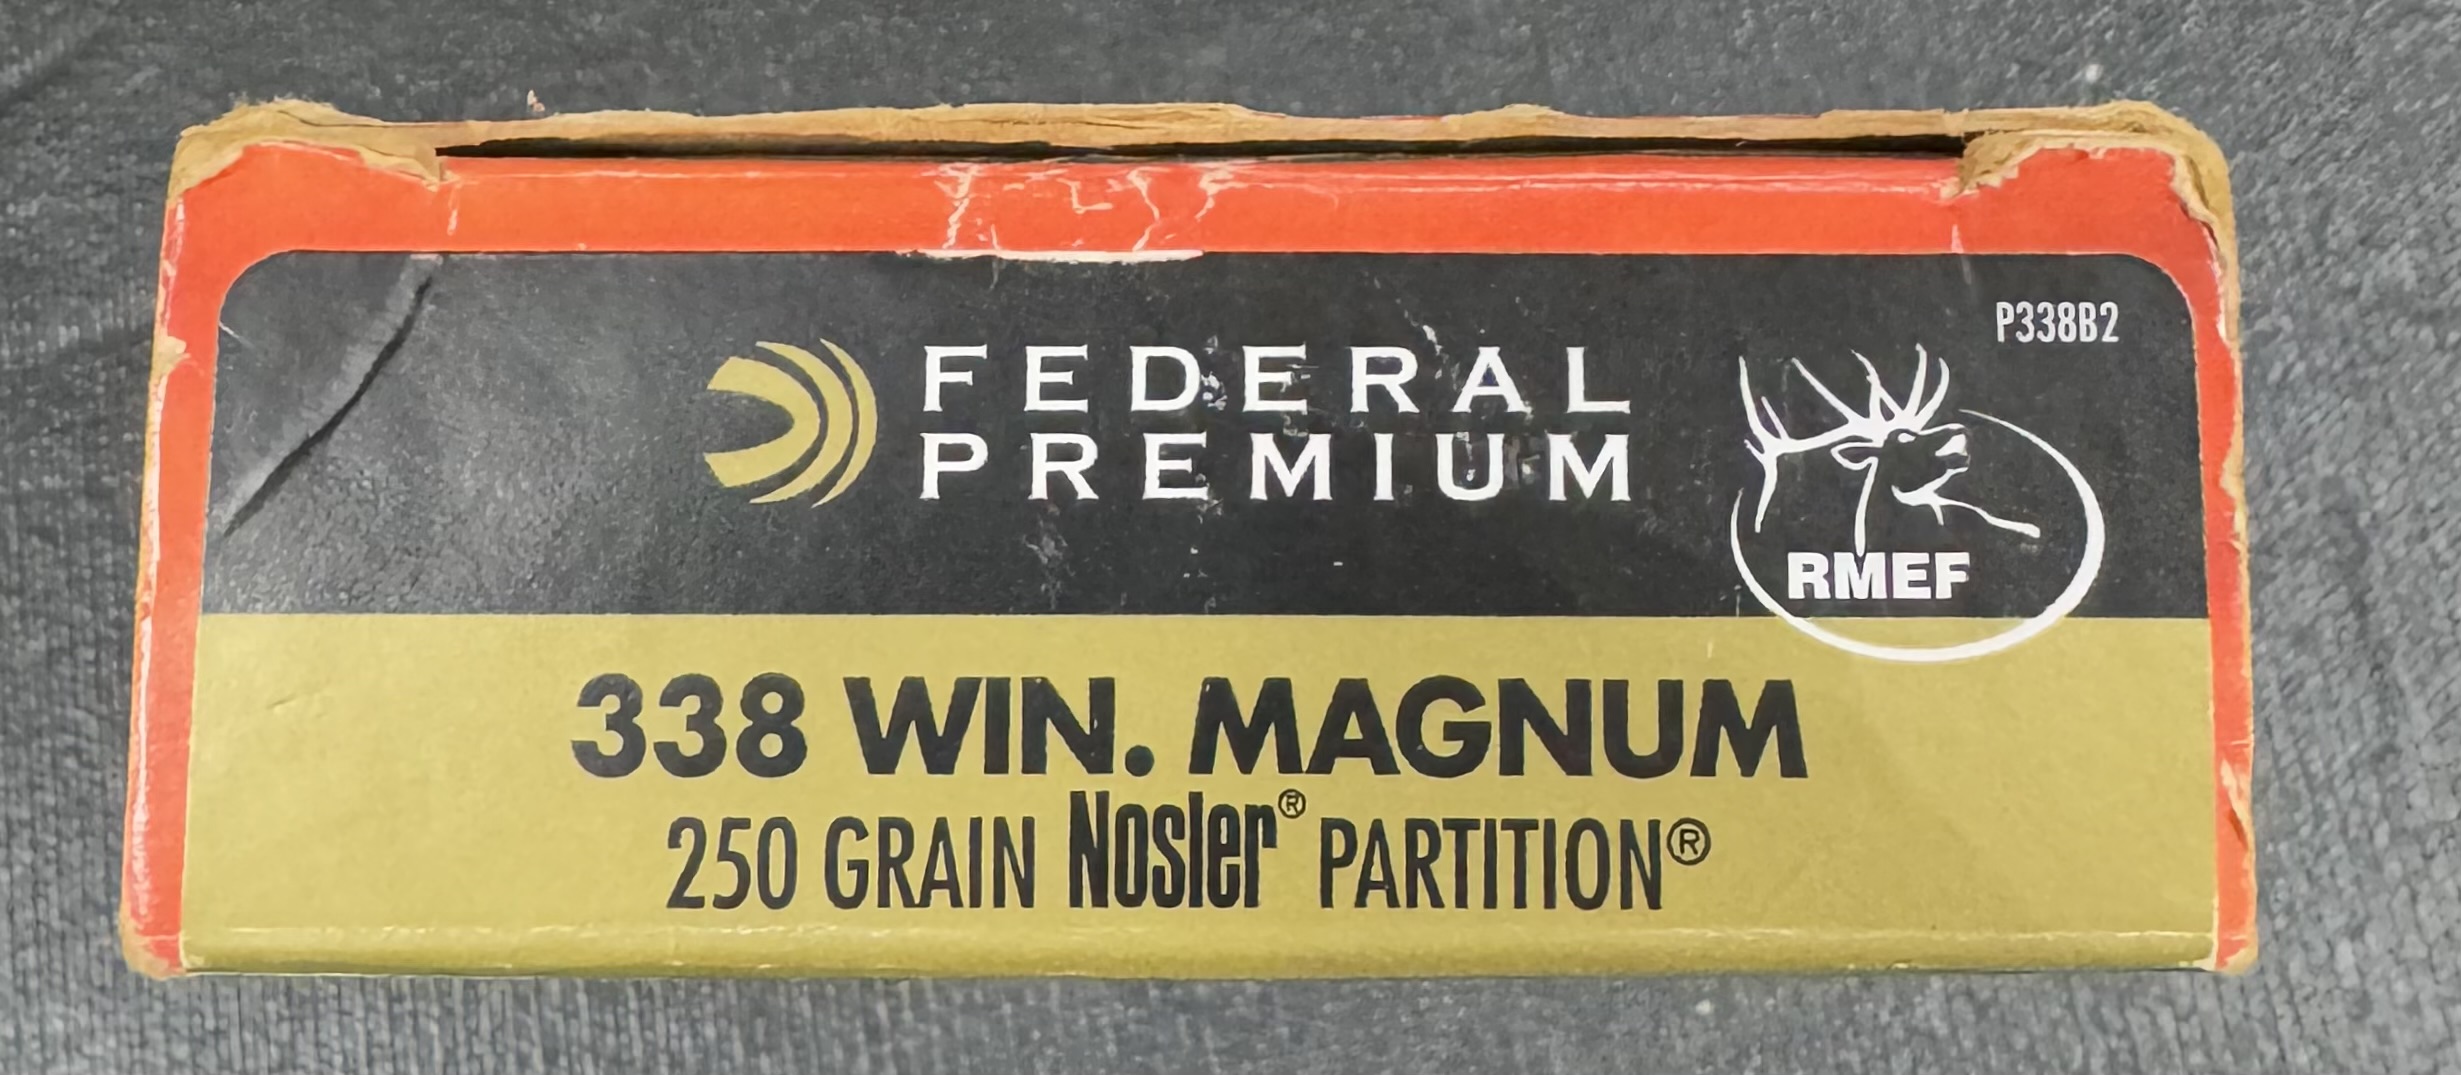 P338B2
FEDERAL
PREMIUM
RMEF
338 WIN. MAGNUM
250 GRAIN Nosler® PARTITION®